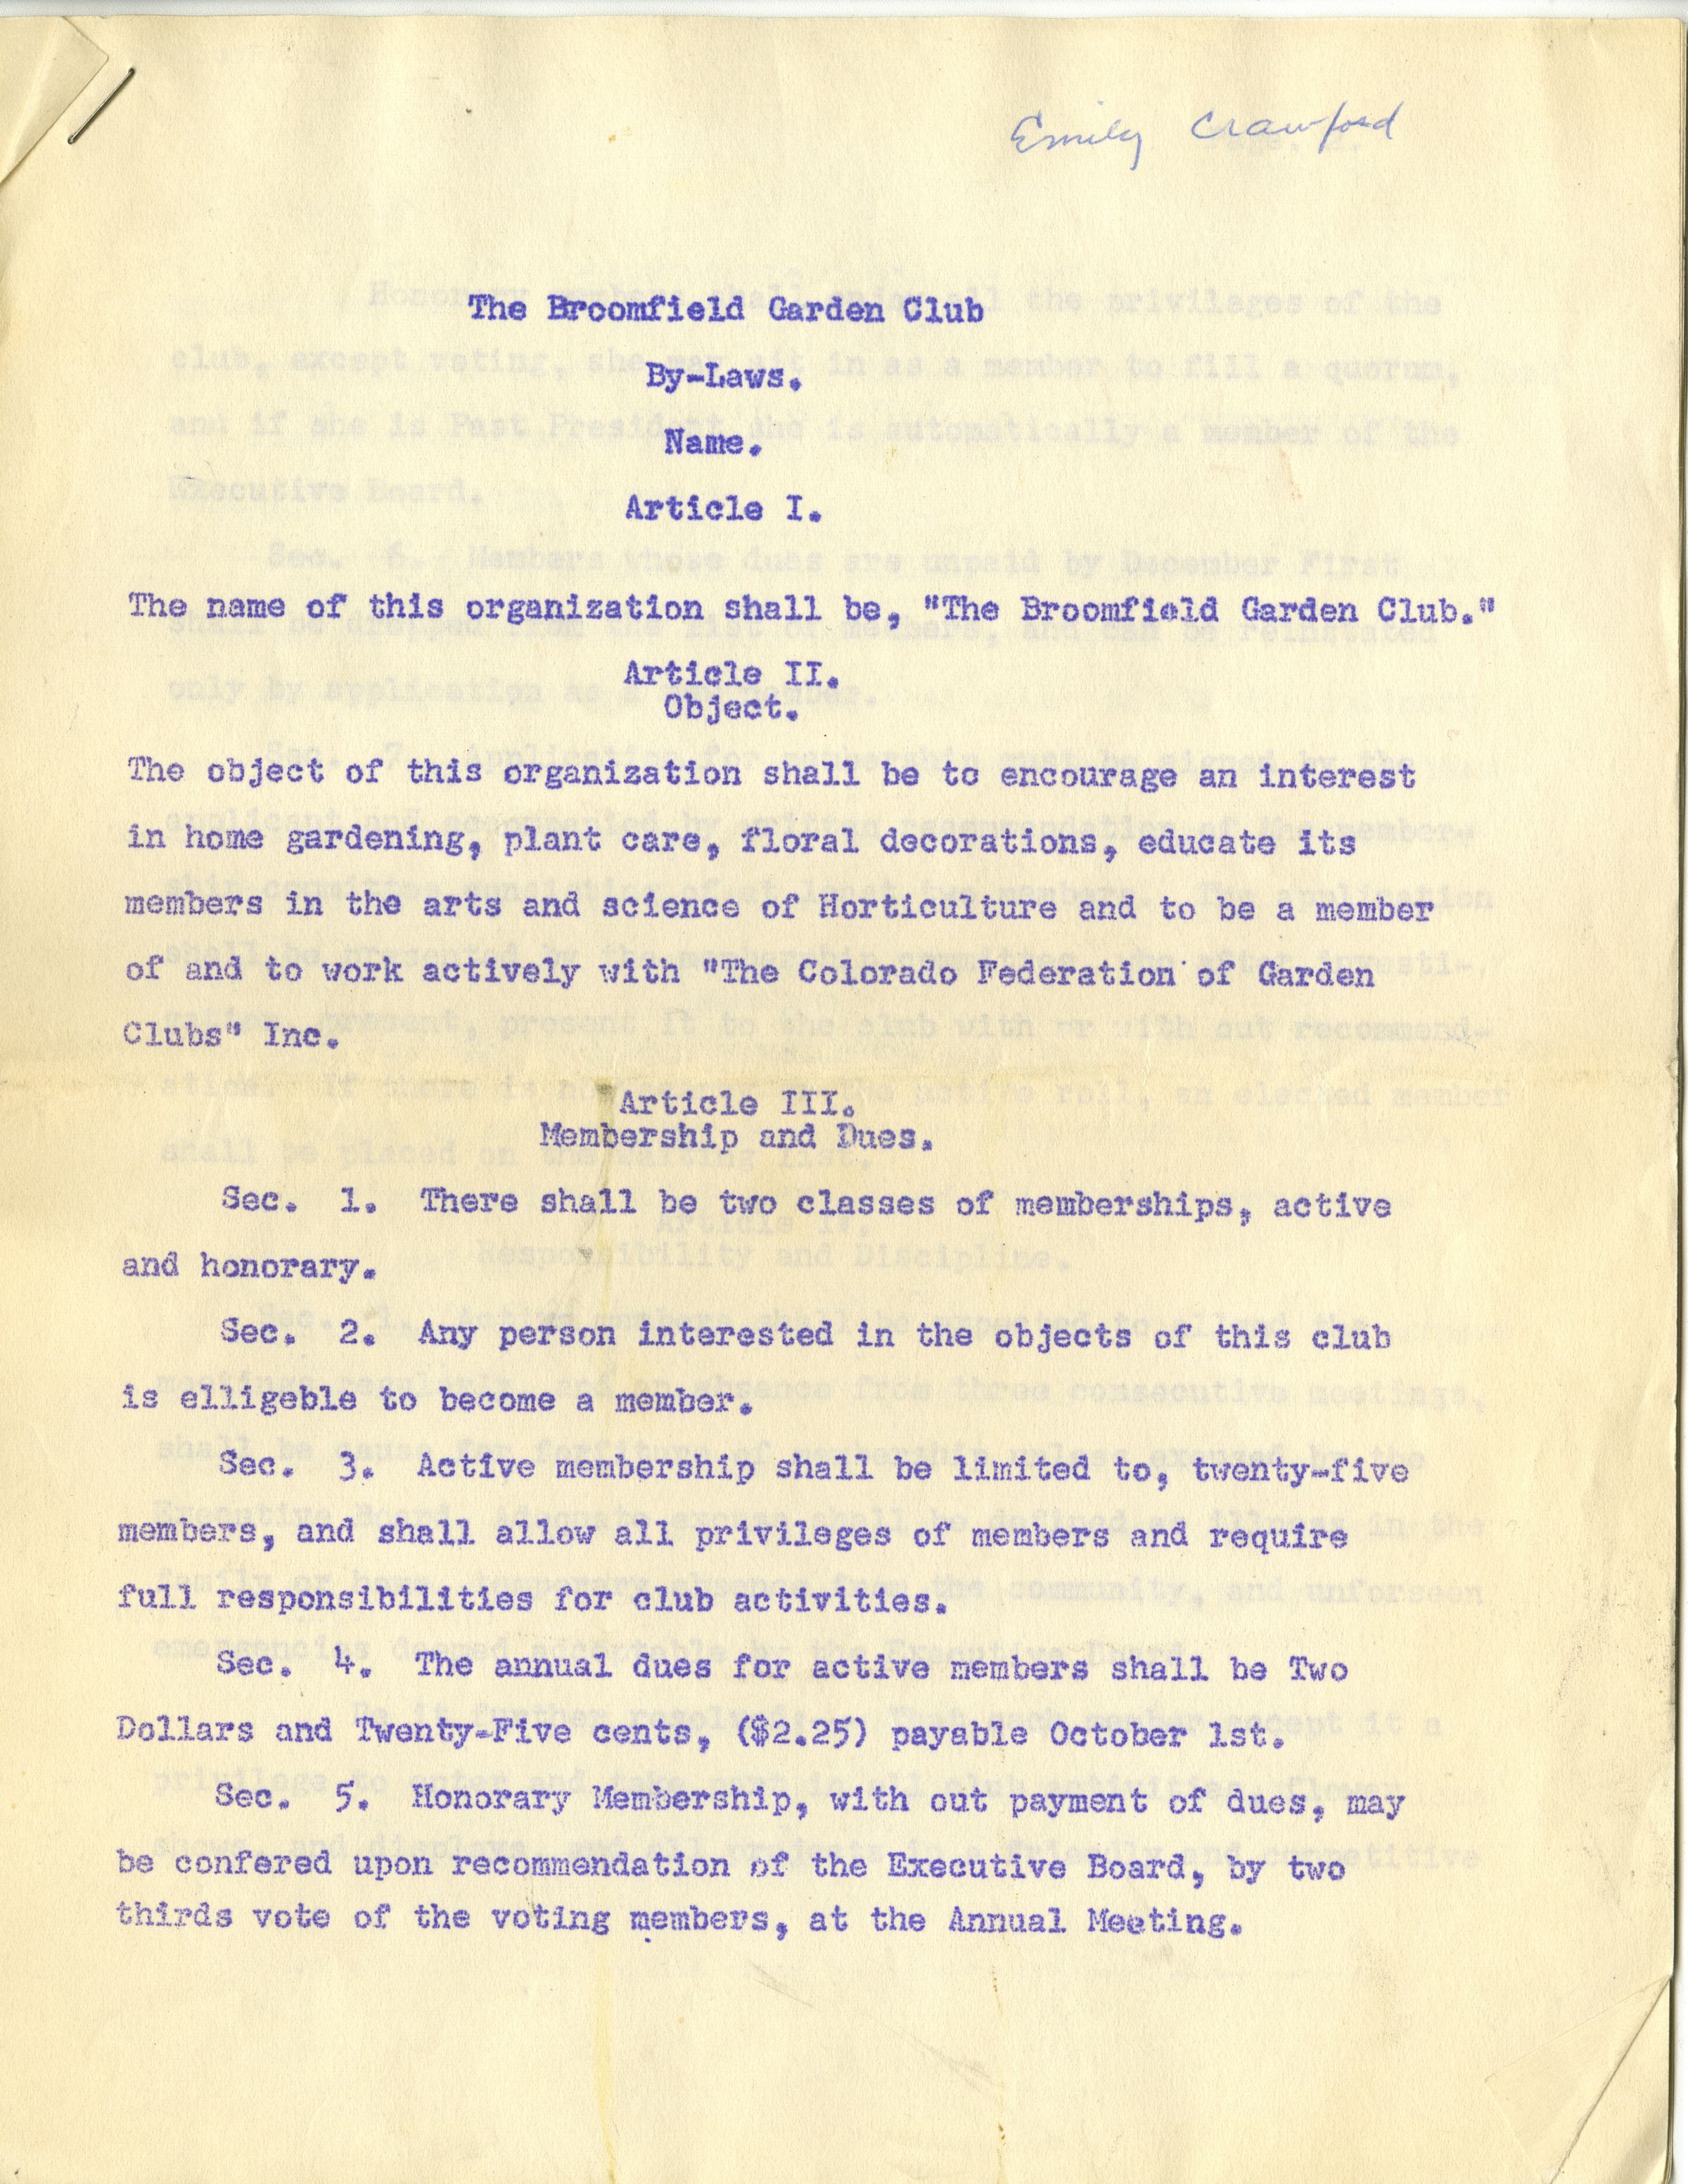 Emily Crawford
The Broomfield Garden Club
By-Laws.
Name.
Article I.
The name of this organization shall be, "The Broomfield Garden Club."
Article II.
Object.
The object of this organization shall be to encourage an interest
in home gardening, plant care, floral decorations, educate its
members in the arts and science of Horticulture and to be a member
of and to work actively with "The Colorado Federation of Garden
Clubs" Inc.
Article III.
Membership and Dues.
Sec. 1. There shall be two classes of memberships, active
and honorary.
Sec. 2. Any person interested in the objects of this club
is elligeble to become a member.
Sec. 3. Active membership shall be limited to, twenty-five
members, and shall allow all privileges of members and require
full responsibilities for club activities.
Sec. 4. The annual dues for active members shall be Two
Dollars and Twenty-Five cents, ($2.25) payable October 1st.
Sec. 5. Honorary Membership, with out payment of dues, may
be confered upon recommendation of the Executive Board, by two
thirds vote of the voting members, at the Annual Meeting.